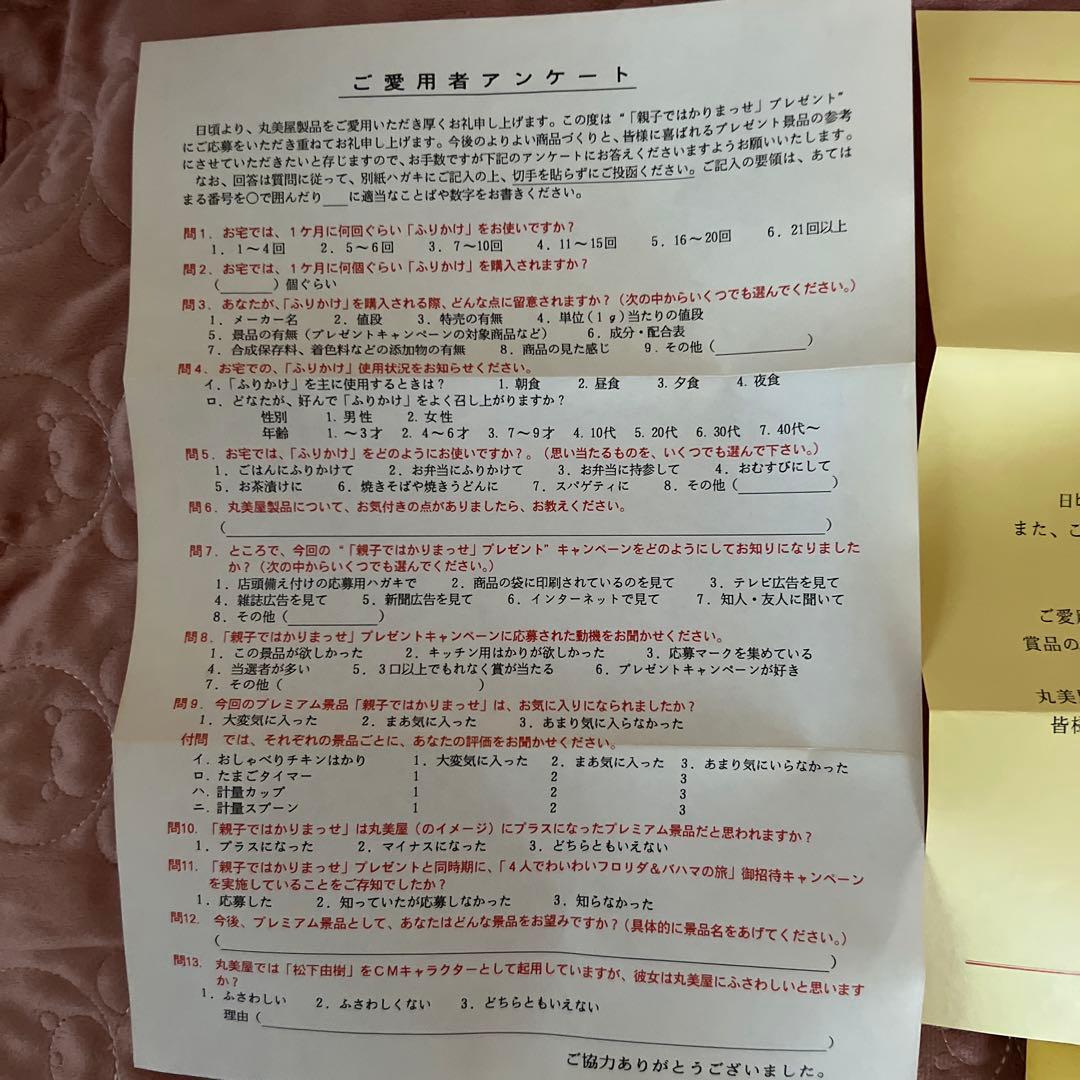 ご愛用者アンケート
日頃より、丸美屋製品をご愛用いただき厚くお礼申し上げます。この度は“「親子ではかりまっせ」プレゼント”
にご応募をいただき重ねてお礼申し上げます。今後のよりよい商品づくりと、皆様に喜ばれるプレゼント景品の参考
にさせていただきたいと存じますので、お手数ですが下記のアンケートにお答えくださいますようお願いいたします。
なお、回答は質問に従って、別紙ハガキにご記入の上、切手を貼らずにご投函ください。ご記入の要領は、あては
まる番号を○で囲んだり___に適当なことばや数字をお書きください。
問1. お宅では、1ケ月に何回ぐらい「ふりかけ」をお使いですか?
1. 1〜4回 2. 5〜6回 3. 7〜10回 4. 11〜15回 5. 16〜20回 6. 21回以上
問2. お宅では、1ケ月に何個ぐらい「ふりかけ」を購入されますか?
(______)個ぐらい
問3. あなたが、「ふりかけ」を購入される際、どんな点に留意されますか?(次の中からいくつでも選んでください。)
1. メーカー名 2. 値段 3. 特売の有無 4. 単位(1g)当たりの値段
5. 景品の有無(プレゼントキャンペーンの対象商品など) 6. 成分・配合表
7. 合成保存料、着色料などの添加物の有無 8. 商品の見た感じ 9. その他(__________)
問4. お宅での、「ふりかけ」使用状況をお知らせください。
イ.「ふりかけ」を主に使用するときは? 1. 朝食 2. 昼食 3. 夕食 4. 夜食
ロ. どなたが、好んで「ふりかけ」をよく召し上がりますか?
性別 1. 男性 2. 女性
年齢 1. 〜3才 2. 4〜6才 3. 7〜9才 4. 10代 5. 20代 6. 30代 7. 40代〜
問5. お宅では、「ふりかけ」をどのようにお使いですか?。(思い当たるものを、いくつでも選んで下さい。)
1. ごはんにふりかけて 2. お弁当にふりかけて 3. お弁当に持参して 4. おむすびにして
5. お茶漬けに 6. 焼きそばや焼きうどんに 7. スパゲティに 8. その他(__________)
問6. 丸美屋製品について、お気付きの点がありましたら、お教えください。
(____________________)
問7. ところで、今回の“「親子ではかりまっせ」プレゼント”キャンペーンをどのようにしてお知りになりました
か?(次の中からいくつでも選んでください。)
1. 店頭備え付けの応募用ハガキで 2. 商品の袋に印刷されているのを見て 3. テレビ広告を見て
4. 雑誌広告を見て 5. 新聞広告を見て 6. インターネットで見て 7. 知人・友人に聞いて
8. その他(__________)
問8. 「親子ではかりまっせ」プレゼントキャンペーンに応募された動機をお聞かせください。
1. この景品が欲しかった 2. キッチン用はかりが欲しかった 3. 応募マークを集めている
4. 当選者が多い 5. 3口以上でもれなく賞が当たる 6. プレゼントキャンペーンが好き
7. その他( )
問9. 今回のプレミアム景品「親子ではかりまっせ」は、お気に入りになられましたか?
1. 大変気に入った 2. まあ気に入った 3. あまり気に入らなかった
付問 では、それぞれの景品ごとに、あなたの評価をお聞かせください。
イ. おしゃべりチキンはかり 1. 大変気に入った 2. まあ気に入った 3. あまり気にいらなかった
ロ. たまごタイマー 1 2 3
ハ. 計量カップ 1 2 3
ニ. 計量スプーン 1 2 3
問10. 「親子ではかりまっせ」は丸美屋(のイメージ)にプラスになったプレミアム景品だと思われますか?
1. プラスになった 2. マイナスになった 3. どちらともいえない
問11. 「親子ではかりまっせ」プレゼントと同時期に、「4人でわいわいフロリダ&バハマの旅」御招待キャンペーン
を実施していることをご存知でしたか?
1. 応募した 2. 知っていたが応募しなかった 3. 知らなかった
問12. 今後、プレミアム景品として、あなたはどんな景品をお望みですか?(具体的に景品名をあげてください。)
(____________________)
問13. 丸美屋では「松下由樹」をCMキャラクターとして起用していますが、彼女は丸美屋にふさわしいと思います
か?
1. ふさわしい 2. ふさわしくない 3. どちらともいえない
理由(____________________)
ご協力ありがとうございました。
日頃
また、こ
ご愛
賞品の
丸美
皆様